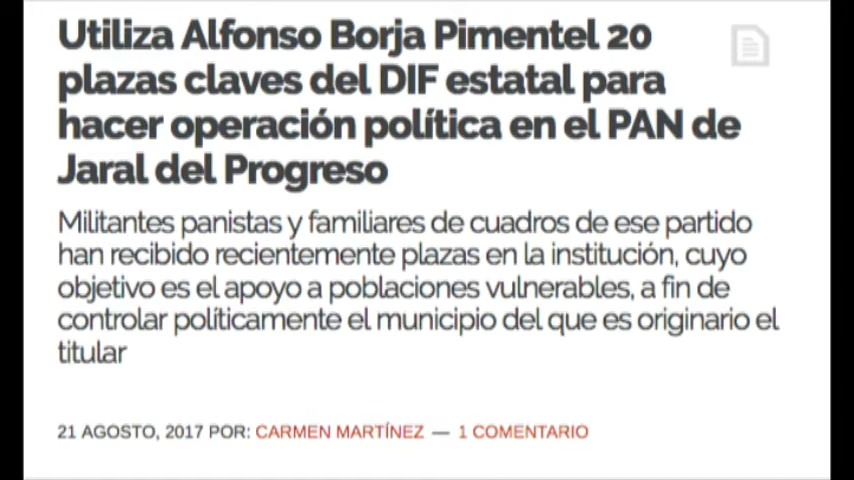 Utiliza Alfonso Borja Pimentel 20
plazas claves del DIF estatal para
hacer operación política en el PAN de
Jaral del Progreso
Militantes panistas y familiares de cuadros de ese partido
han recibido recientemente plazas en la institución, cuyo
objetivo es el apoyo a poblaciones vulnerables, a fin de
controlar políticamente el municipio del que es originario el
titular
21 AGOSTO, 2017 POR: CARMEN MARTÍNEZ — 1 COMENTARIO